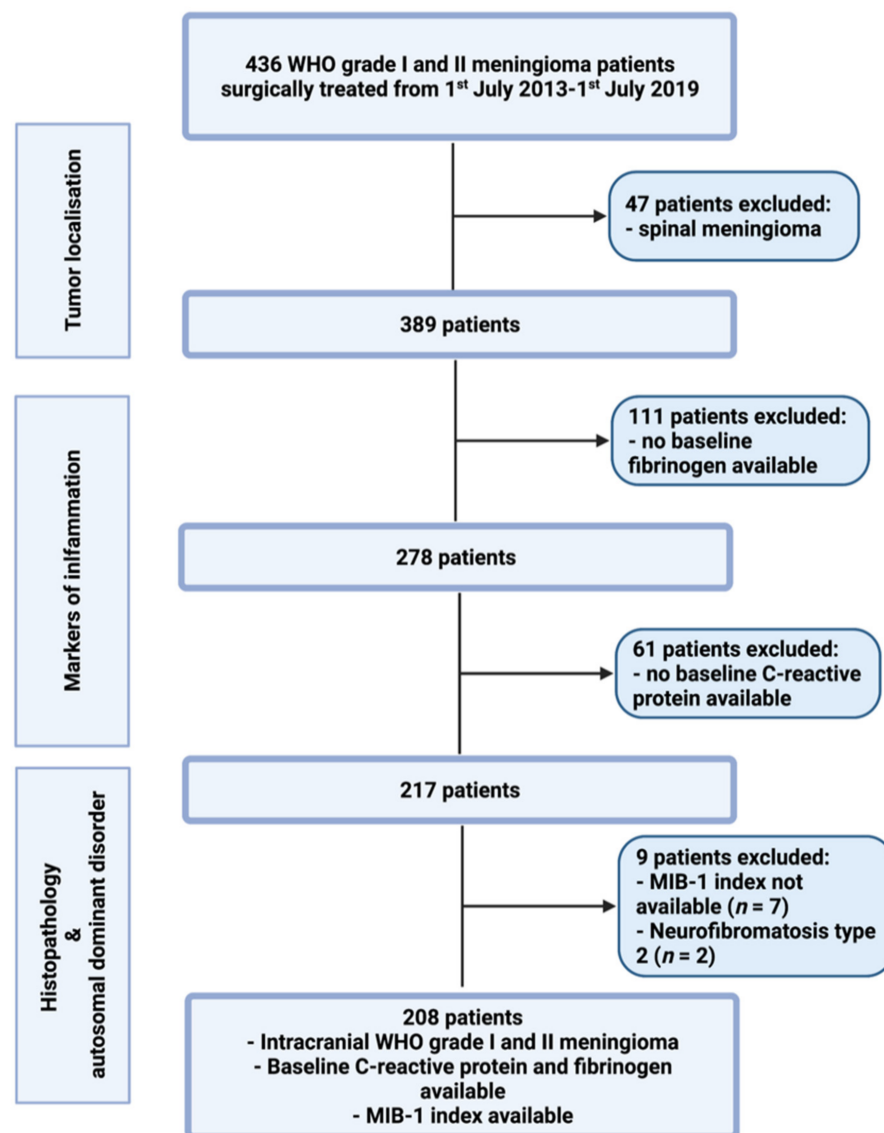 436 WHO grade I and II meningioma patients
surgically treated from 1st July 2013-1st July 2019
Tumor localisation
47 patients excluded:
- spinal meningioma
389 patients
Markers of inlfammation
111 patients excluded:
- no baseline
fibrinogen available
278 patients
61 patients excluded:
- no baseline C-reactive
protein available
217 patients
Histopathology
&
autosomal dominant disorder
9 patients excluded:
- MIB-1 index not
available (n = 7)
- Neurofibromatosis type
2 (n = 2)
208 patients
- Intracranial WHO grade I and II meningioma
- Baseline C-reactive protein and fibrinogen
available
- MIB-1 index available